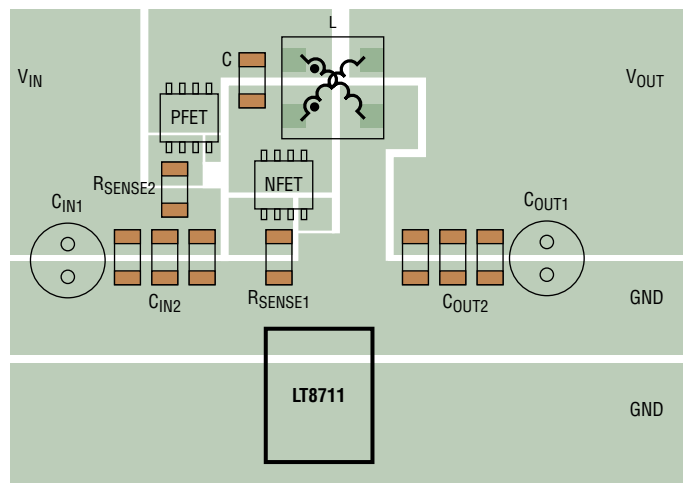 L
C
VIN
VOUT
PFET
NFET
RSENSE2
CIN1
COUT1
CIN2
RSENSE1
COUT2
GND
LT8711
GND